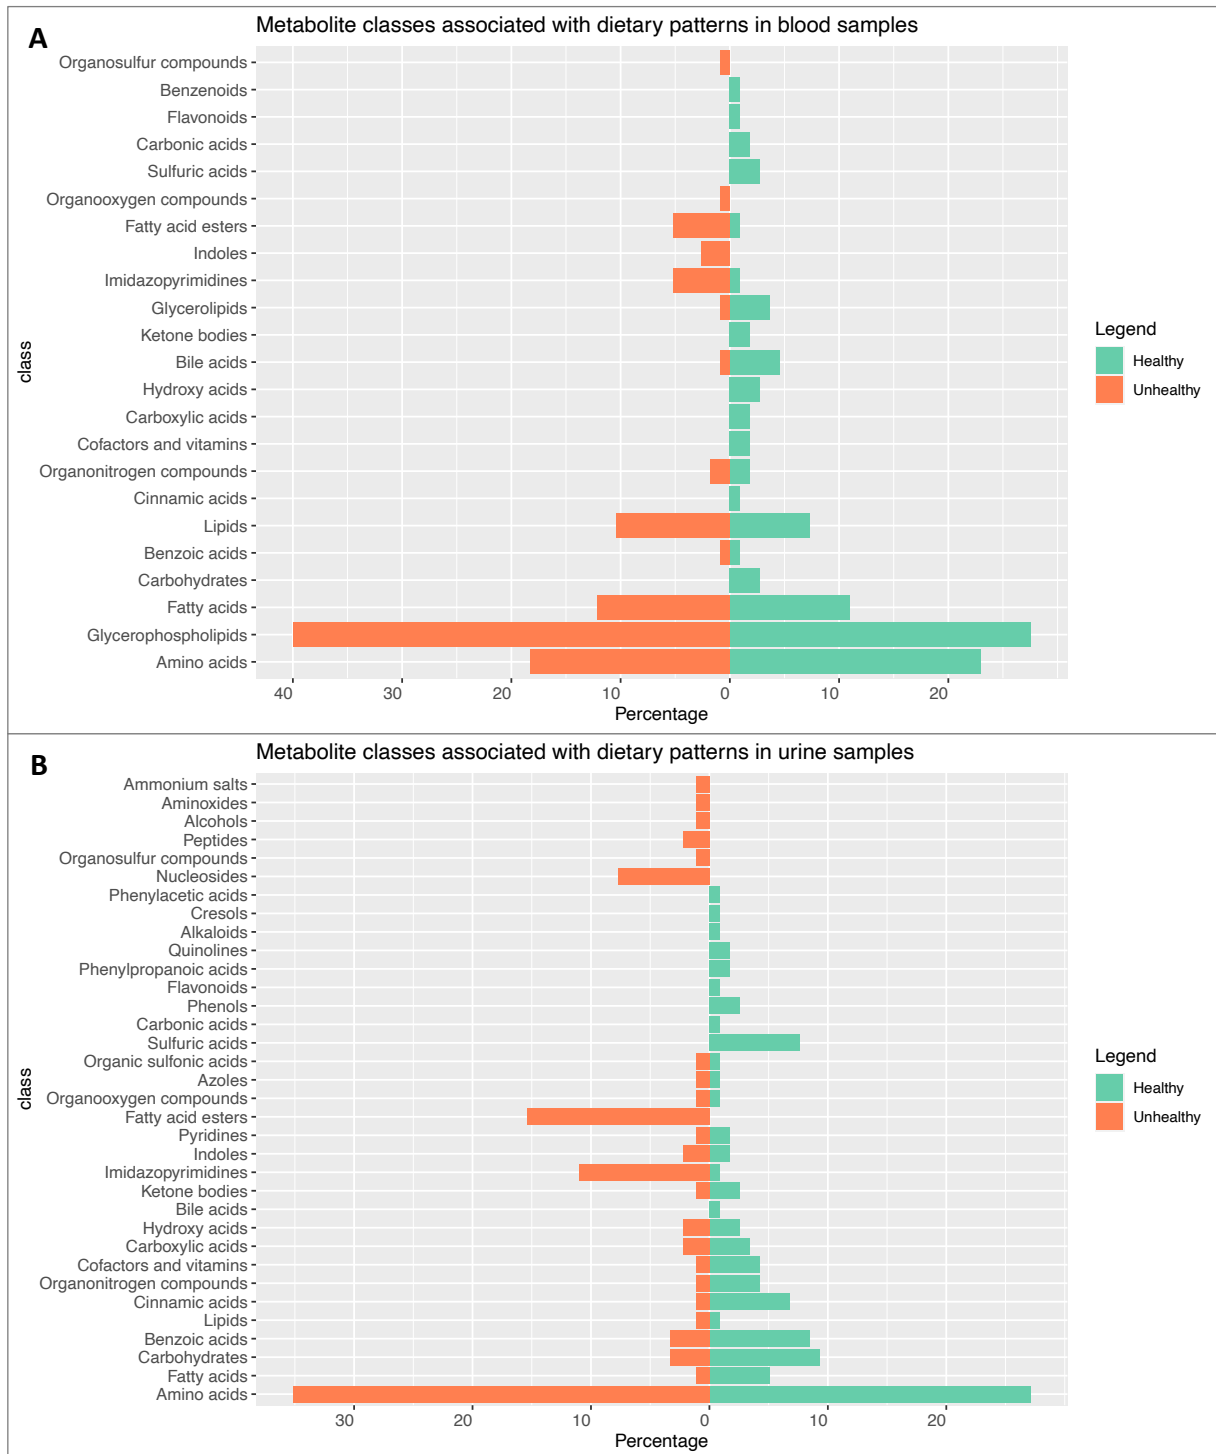 A
Metabolite classes associated with dietary patterns in blood samples
Organosulfur compounds
Benzenoids
Flavonoids
Carbonic acids
Sulfuric acids
Organooxygen compounds
Fatty acid esters
Indoles
Imidazopyrimidines
Glycerolipids
Ketone bodies
Bile acids
Hydroxy acids
Carboxylic acids
Cofactors and vitamins
Organonitrogen compounds
Cinnamic acids
Lipids
Benzoic acids
Carbohydrates
Fatty acids
Glycerophospholipids
Amino acids
class
40 30 20 10 0 10 20
Percentage
Legend
Healthy
Unhealthy
B
Metabolite classes associated with dietary patterns in urine samples
Ammonium salts
Aminoxides
Alcohols
Peptides
Organosulfur compounds
Nucleosides
Phenylacetic acids
Cresols
Alkaloids
Quinolines
Phenylpropanoic acids
Flavonoids
Phenols
Carbonic acids
Sulfuric acids
Organic sulfonic acids
Azoles
Organooxygen compounds
Fatty acid esters
Pyridines
Indoles
Imidazopyrimidines
Ketone bodies
Bile acids
Hydroxy acids
Carboxylic acids
Cofactors and vitamins
Organonitrogen compounds
Cinnamic acids
Lipids
Benzoic acids
Carbohydrates
Fatty acids
Amino acids
class
30 20 10 0 10 20
Percentage
Legend
Healthy
Unhealthy